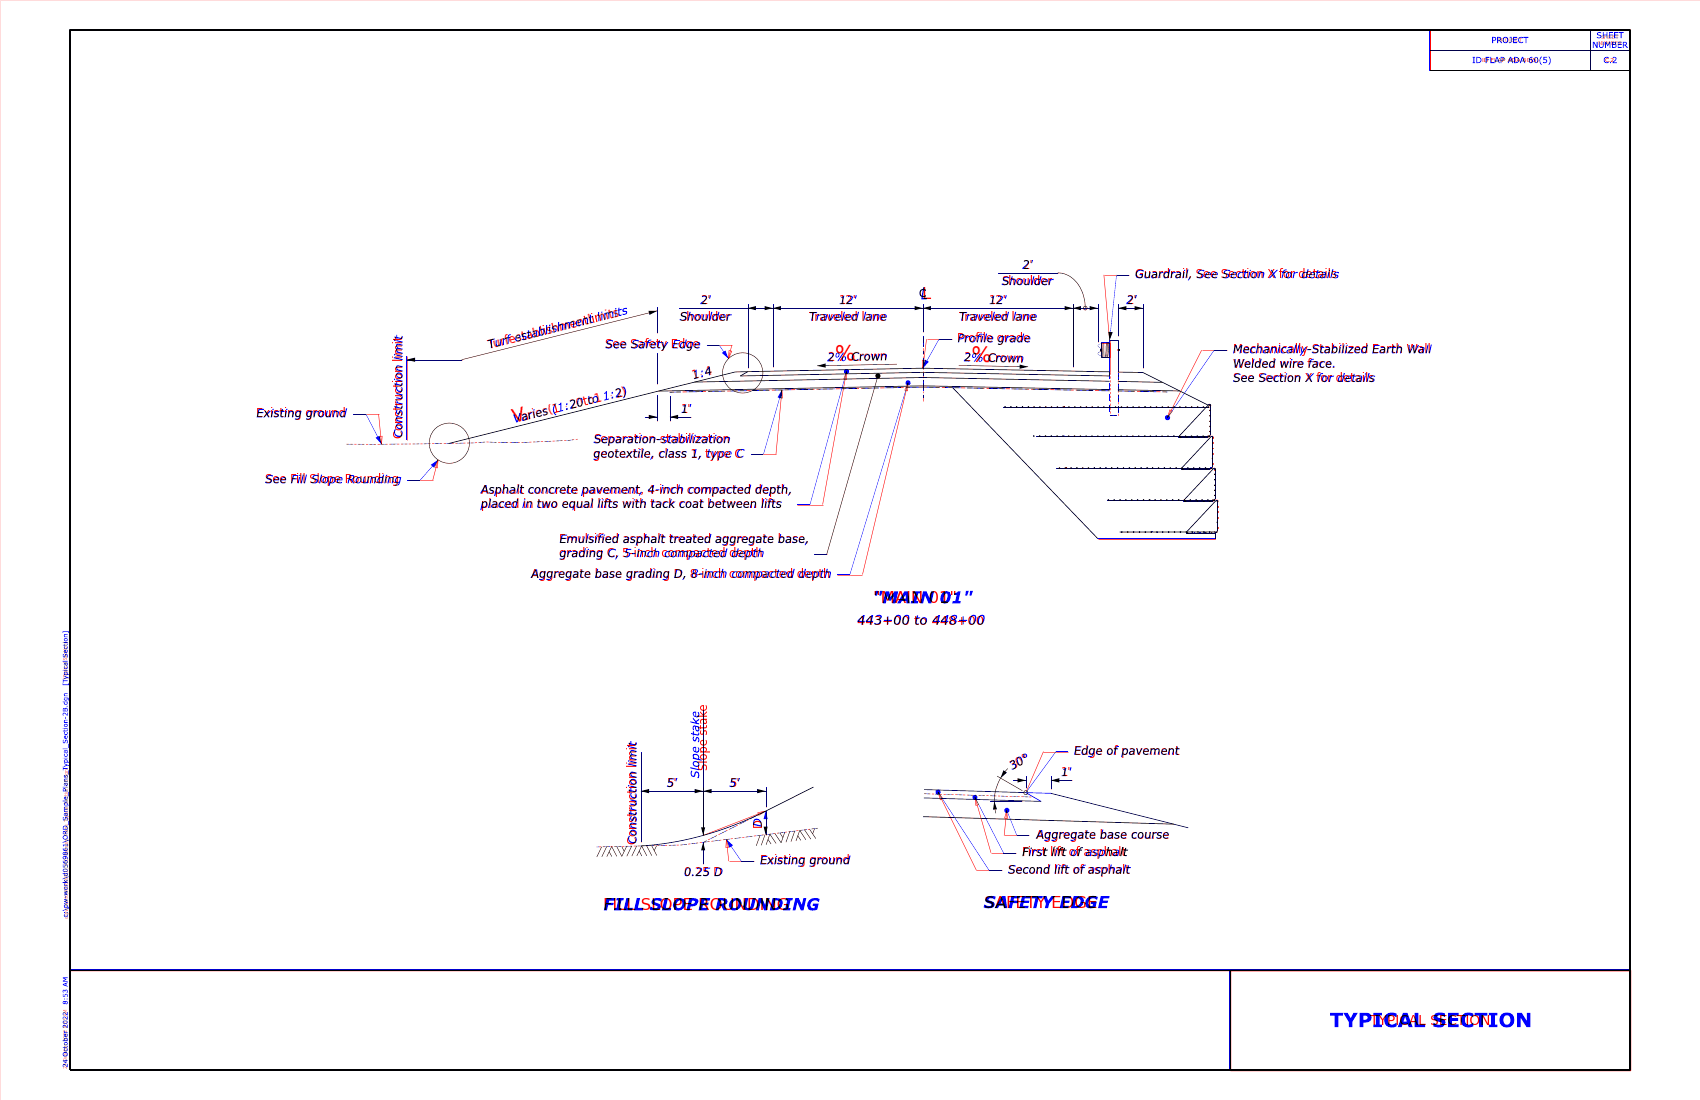 PROJECT
SHEET
NUMBER
ID FLAP ADA 60(5)
C.2
2'
Shoulder
Guardrail, See Section X for details
2'
Shoulder
12'
Traveled lane
℄
12'
Traveled lane
2'
Turf establishment limits
Construction limit
See Safety Edge
Profile grade
2% Crown
2% Crown
Mechanically-Stabilized Earth Wall
Welded wire face.
See Section X for details
1:4
Varies (1:20 to 1:2)
Existing ground
1"
Separation-stabilization
geotextile, class 1, type C
See Fill Slope Rounding
Asphalt concrete pavement, 4-inch compacted depth,
placed in two equal lifts with tack coat between lifts
Emulsified asphalt treated aggregate base,
grading C, 5-inch compacted depth
Aggregate base grading D, 8-inch compacted depth
"MAIN 01"
443+00 to 448+00
Construction limit
Slope stake
5'
5'
D
Existing ground
0.25 D
FILL SLOPE ROUNDING
30°
Edge of pavement
1"
Aggregate base course
First lift of asphalt
Second lift of asphalt
SAFETY EDGE
TYPICAL SECTION
24 October 2022 8:53 AM